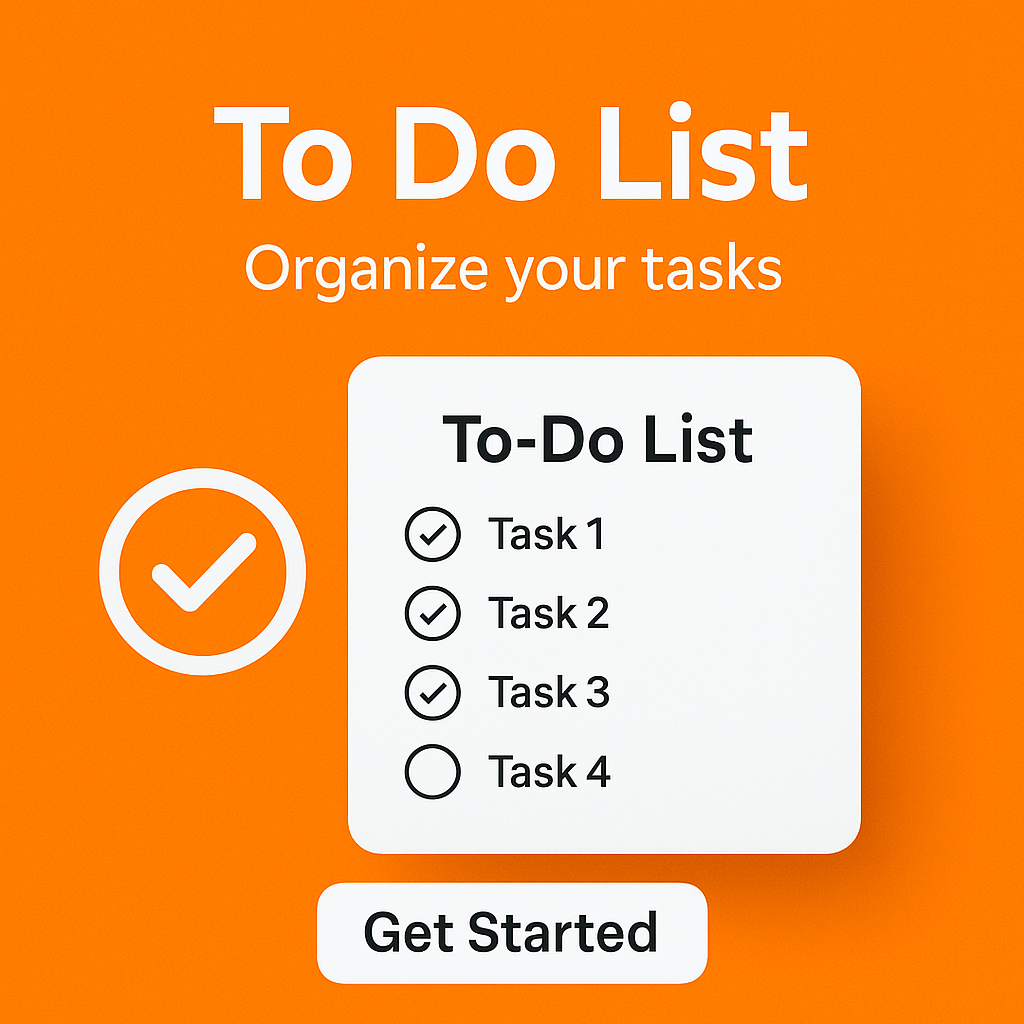 To Do List
Organize your tasks
To-Do List
Task 1
Task 2
Task 3
Task 4
Get Started